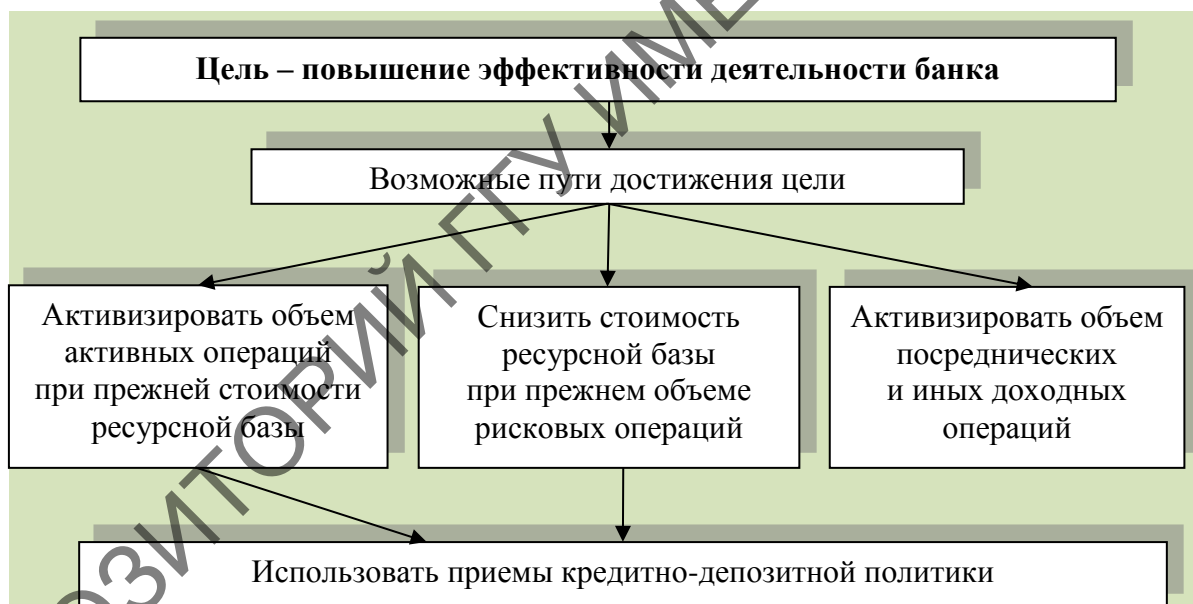 Цель – повышение эффективности деятельности банка
Возможные пути достижения цели
Активизировать объем
активных операций
при прежней стоимости
ресурсной базы
Снизить стоимость
ресурсной базы
при прежнем объеме
рисковых операций
Активизировать объем
посреднических
и иных доходных
операций
Использовать приемы кредитно-депозитной политики
ГГУ